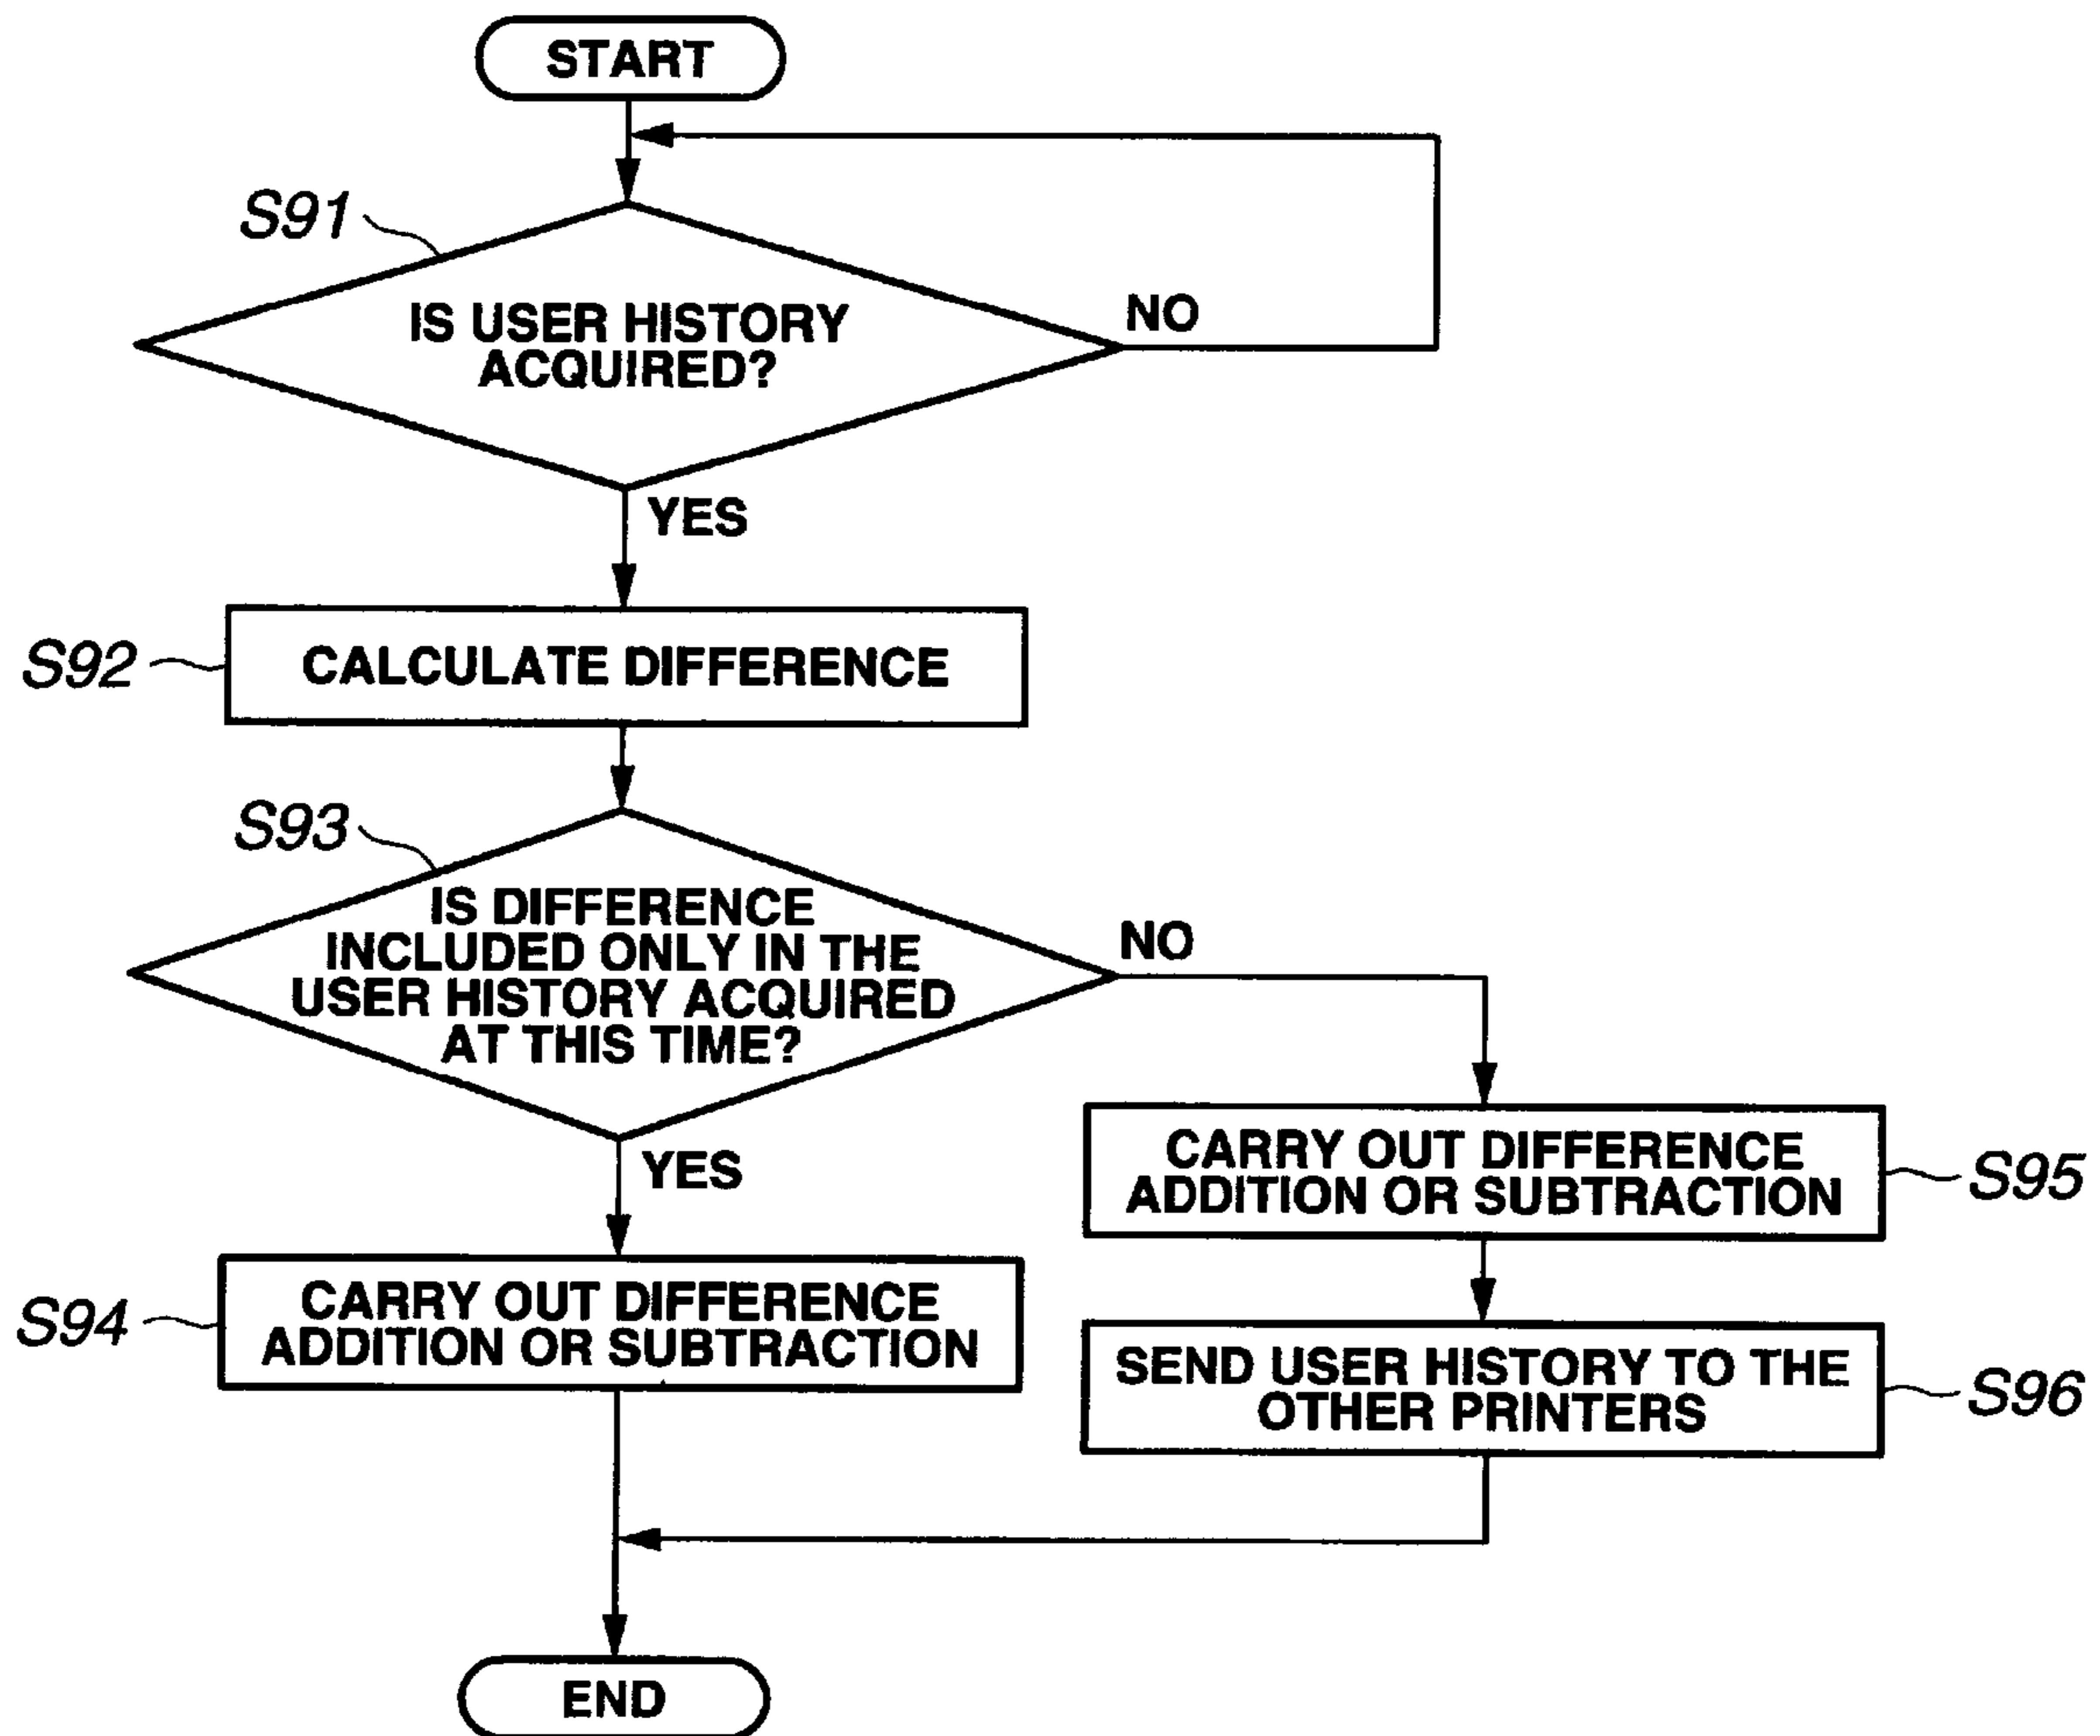 START
S91
IS USER HISTORY
ACQUIRED?
NO
YES
S92
CALCULATE DIFFERENCE
S93
IS DIFFERENCE
INCLUDED ONLY IN THE
USER HISTORY ACQUIRED
AT THIS TIME?
NO
YES
CARRY OUT DIFFERENCE
ADDITION OR SUBTRACTION
S95
S94
CARRY OUT DIFFERENCE
ADDITION OR SUBTRACTION
SEND USER HISTORY TO THE
OTHER PRINTERS
S96
END